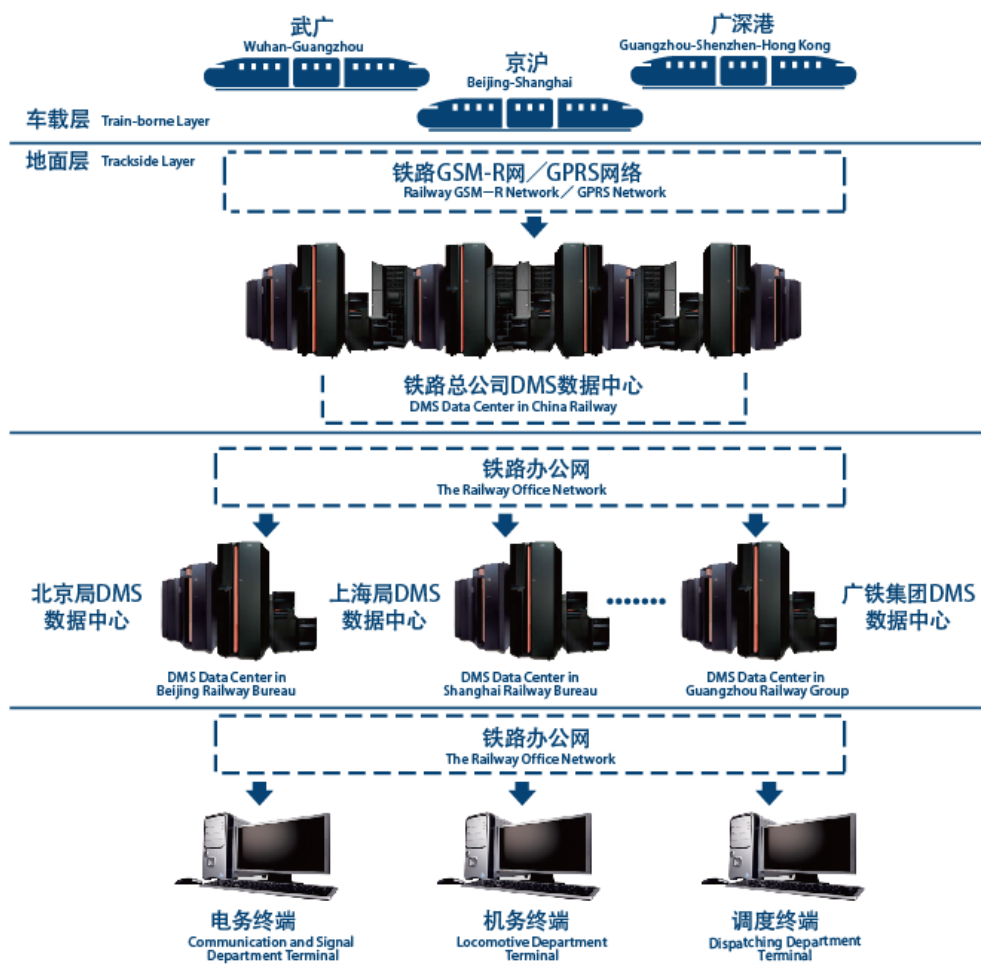 武广
Wuhan-Guangzhou
京沪
Beijing-Shanghai
广深港
Guangzhou-Shenzhen-Hong Kong
车载层 Train-borne Layer
地面层 Trackside Layer
铁路GSM-R网／GPRS网络
Railway GSM－R Network／ GPRS Network
铁路总公司DMS数据中心
DMS Data Center in China Railway
铁路办公网
The Railway Office Network
北京局DMS
数据中心
DMS Data Center in
Beijing Railway Bureau
上海局DMS
数据中心
DMS Data Center in
Shanghai Railway Bureau
广铁集团DMS
数据中心
DMS Data Center in
Guangzhou Railway Group
铁路办公网
The Railway Office Network
电务终端
Communication and Signal
Department Terminal
机务终端
Locomotive Department
Terminal
调度终端
Dispatching Department
Terminal